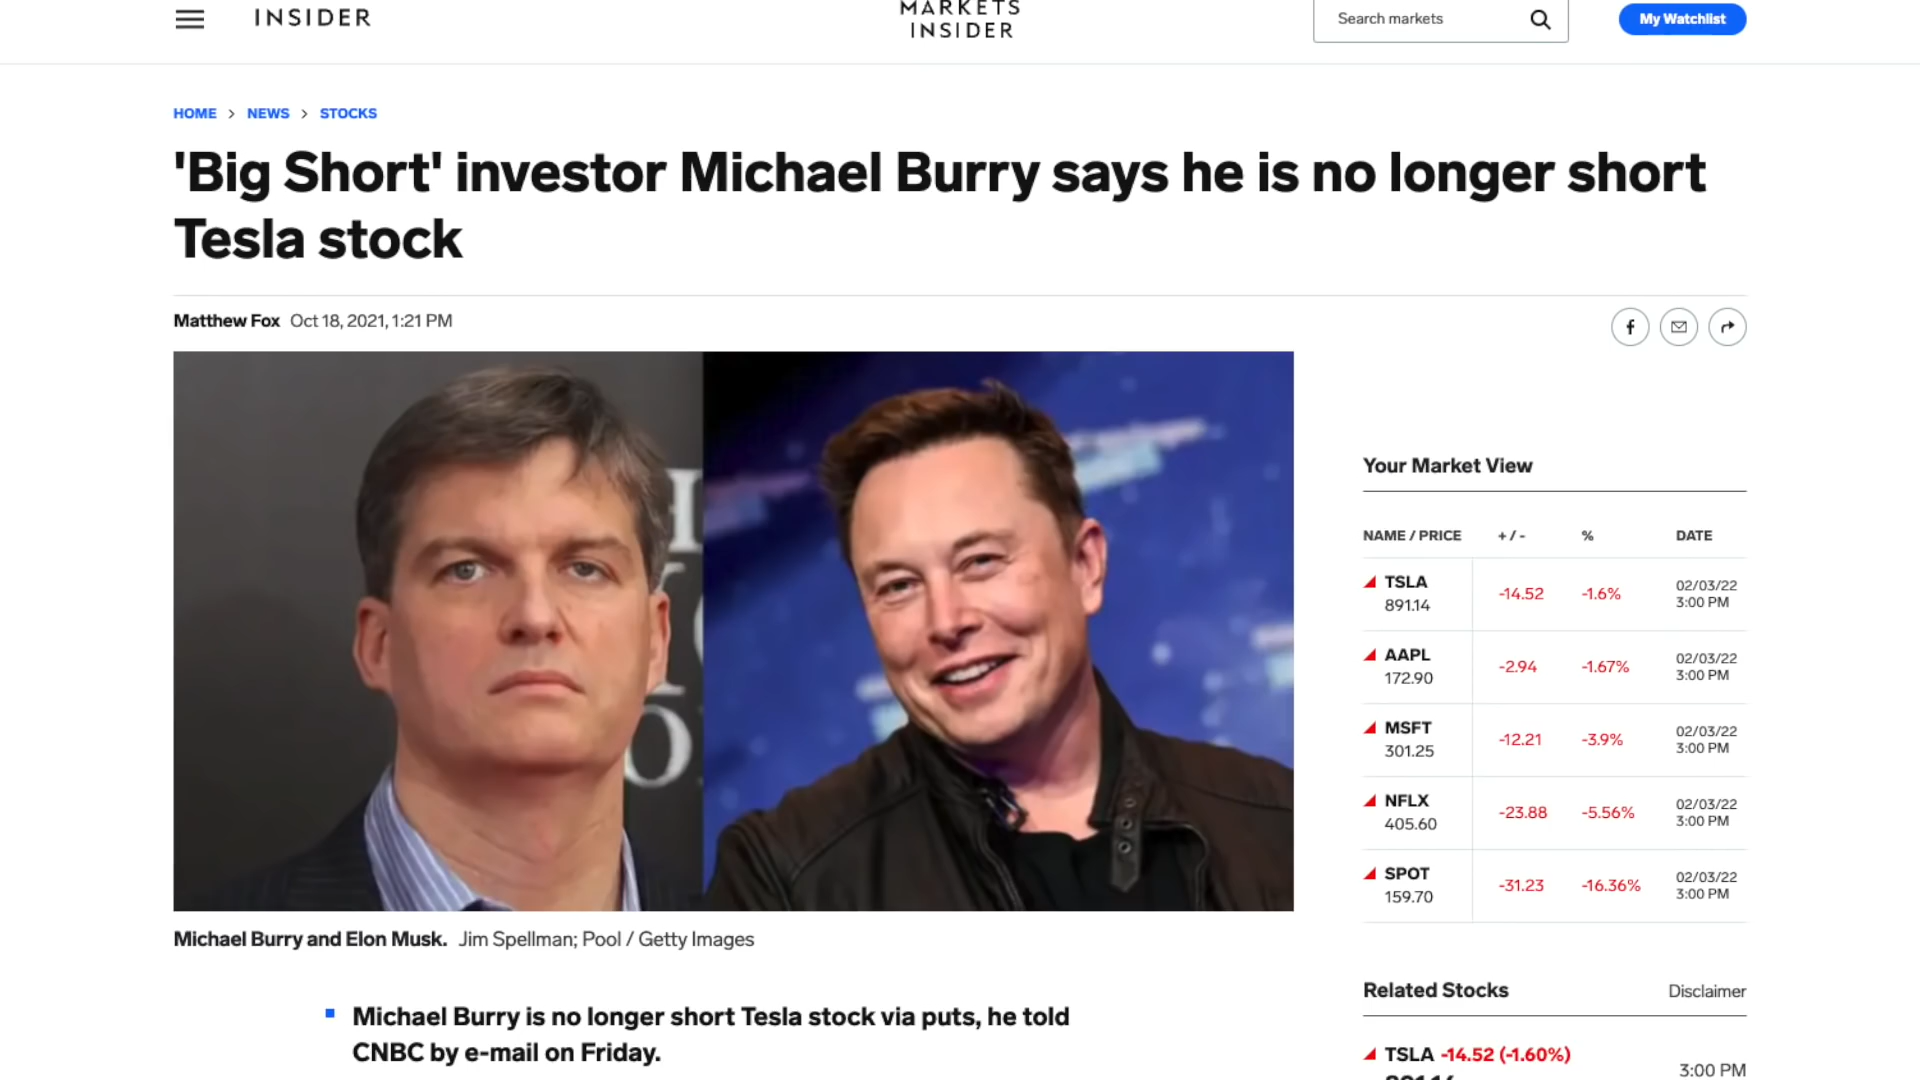 INSIDER
MARKETS
INSIDER
Search markets
My Watchlist
HOME > NEWS > STOCKS
'Big Short' investor Michael Burry says he is no longer short
Tesla stock
Matthew Fox Oct 18, 2021, 1:21 PM
Michael Burry and Elon Musk. Jim Spellman; Pool / Getty Images
Michael Burry is no longer short Tesla stock via puts, he told
CNBC by e-mail on Friday.
Your Market View
NAME / PRICE + / - % DATE
TSLA
891.14
-14.52 -1.6%
02/03/22
3:00 PM
AAPL
172.90
-2.94 -1.67%
02/03/22
3:00 PM
MSFT
301.25
-12.21 -3.9%
02/03/22
3:00 PM
NFLX
405.60
-23.88 -5.56%
02/03/22
3:00 PM
SPOT
159.70
-31.23 -16.36%
02/03/22
3:00 PM
Related Stocks Disclaimer
TSLA -14.52 (-1.60%)
3:00 PM